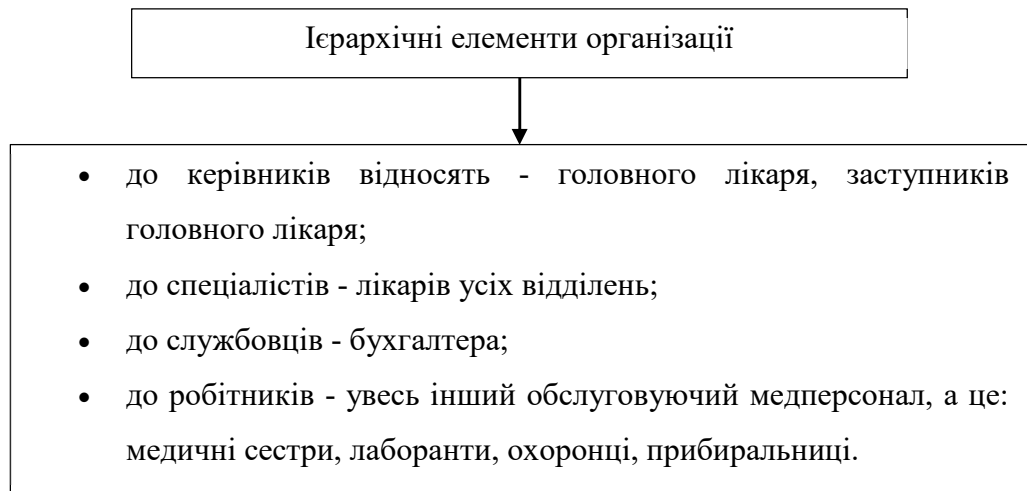 Ієрархічні елементи організації
• до керівників відносять - головного лікаря, заступників
головного лікаря;
• до спеціалістів - лікарів усіх відділень;
• до службовців - бухгалтера;
• до робітників - увесь інший обслуговуючий медперсонал, а це:
медичні сестри, лаборанти, охоронці, прибиральниці.